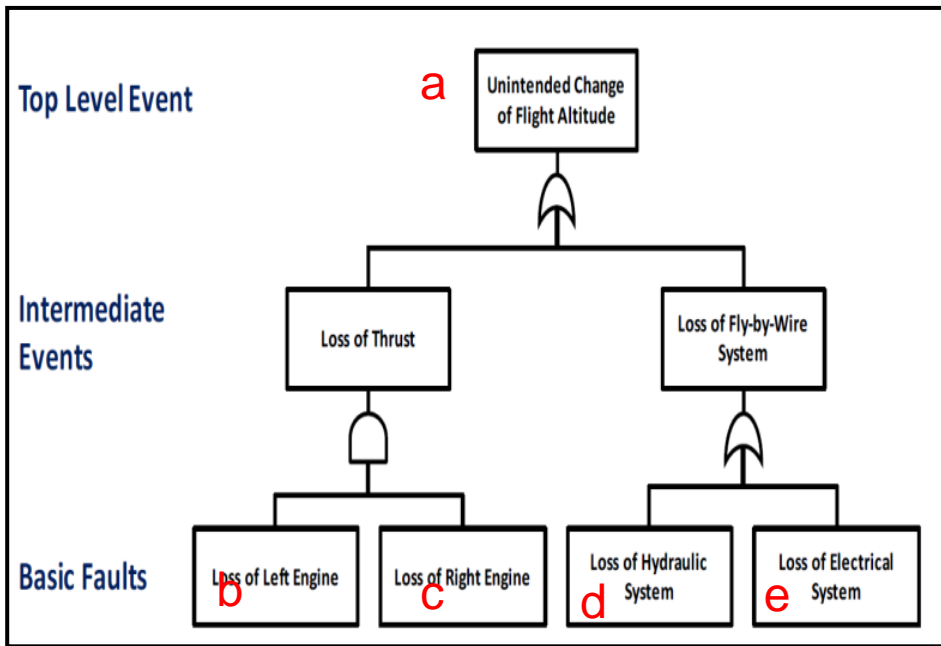 Top Level Event
a
Unintended Change
of Flight Altitude
Intermediate
Events
Loss of Thrust
Loss of Fly-by-Wire
System
Basic Faults
Loss of Left Engine
b
Loss of Right Engine
c
Loss of Hydraulic
System
d
Loss of Electrical
System
e